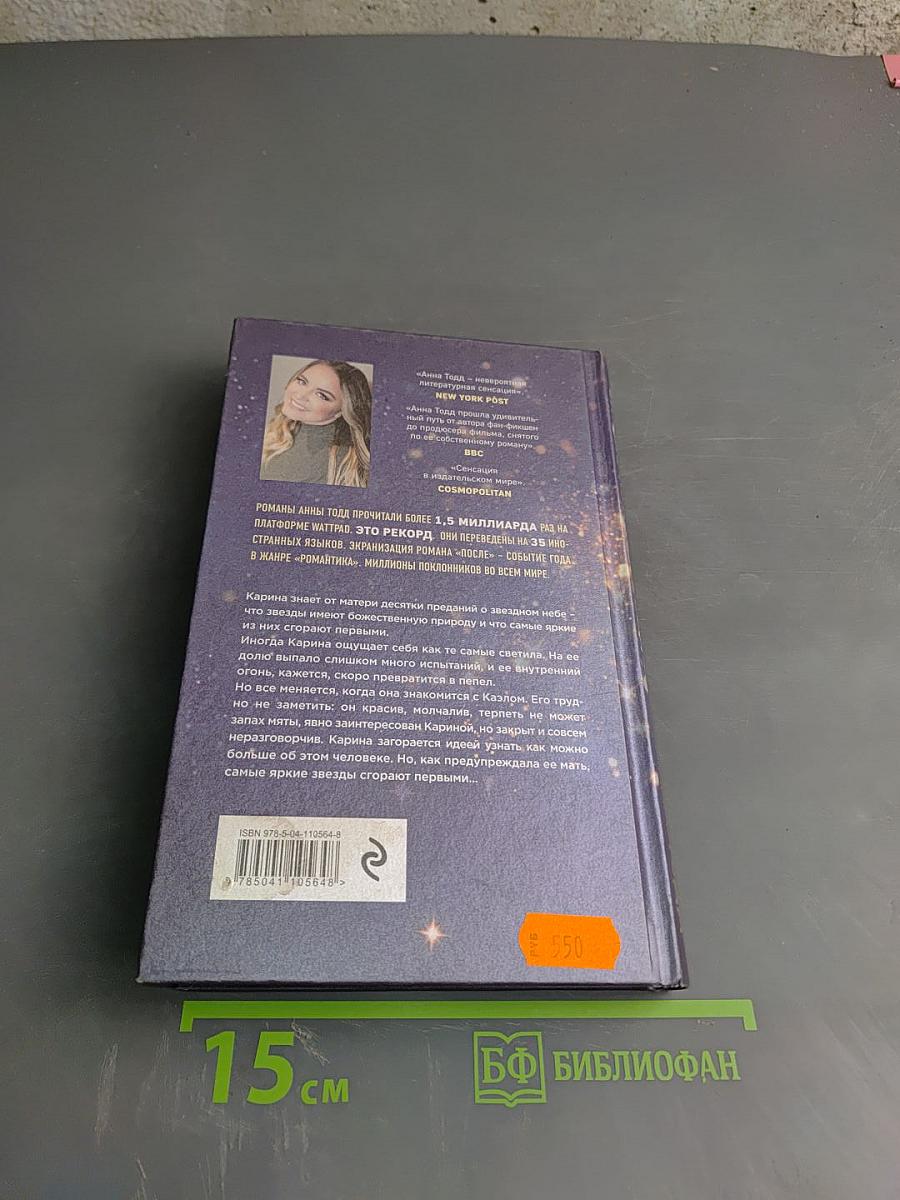 «Анна Тодд – невероятная
литературная сенсация».
NEW YORK POST
«Анна Тодд прошла удивитель-
ный путь от автора фан-фикшен
до продюсера фильма, снятого
по ее собственному роману».
BBC
«Сенсация
в издательском мире».
COSMOPOLITAN
РОМАНЫ АННЫ ТОДД ПРОЧИТАЛИ БОЛЕЕ 1,5 МИЛЛИАРДА РАЗ НА
ПЛАТФОРМЕ WATTPAD. ЭТО РЕКОРД. ОНИ ПЕРЕВЕДЕНЫ НА 35 ИНО-
СТРАННЫХ ЯЗЫКОВ. ЭКРАНИЗАЦИЯ РОМАНА «ПОСЛЕ» – СОБЫТИЕ ГОДА
В ЖАНРЕ «РОМАНТИКА». МИЛЛИОНЫ ПОКЛОННИКОВ ВО ВСЕМ МИРЕ.
Карина знает от матери десятки преданий о звездном небе –
что звезды имеют божественную природу и что самые яркие
из них сгорают первыми.
Иногда Карина ощущает себя как те самые светила. На ее
долю выпало слишком много испытаний, и ее внутренний
огонь, кажется, скоро превратится в пепел.
Но все меняется, когда она знакомится с Каэлом. Его труд-
но не заметить: он красив, молчалив, терпеть не может
запах мяты, явно заинтересован Кариной, но закрыт и совсем
неразговорчив. Карина загорается идеей узнать как можно
больше об этом человеке. Но, как предупреждала ее мать,
самые яркие звезды сгорают первыми...
ISBN 978-5-04-110564-8
9 785041 105648 >
РУБ 550
15 см
БФ БИБЛИОФАН